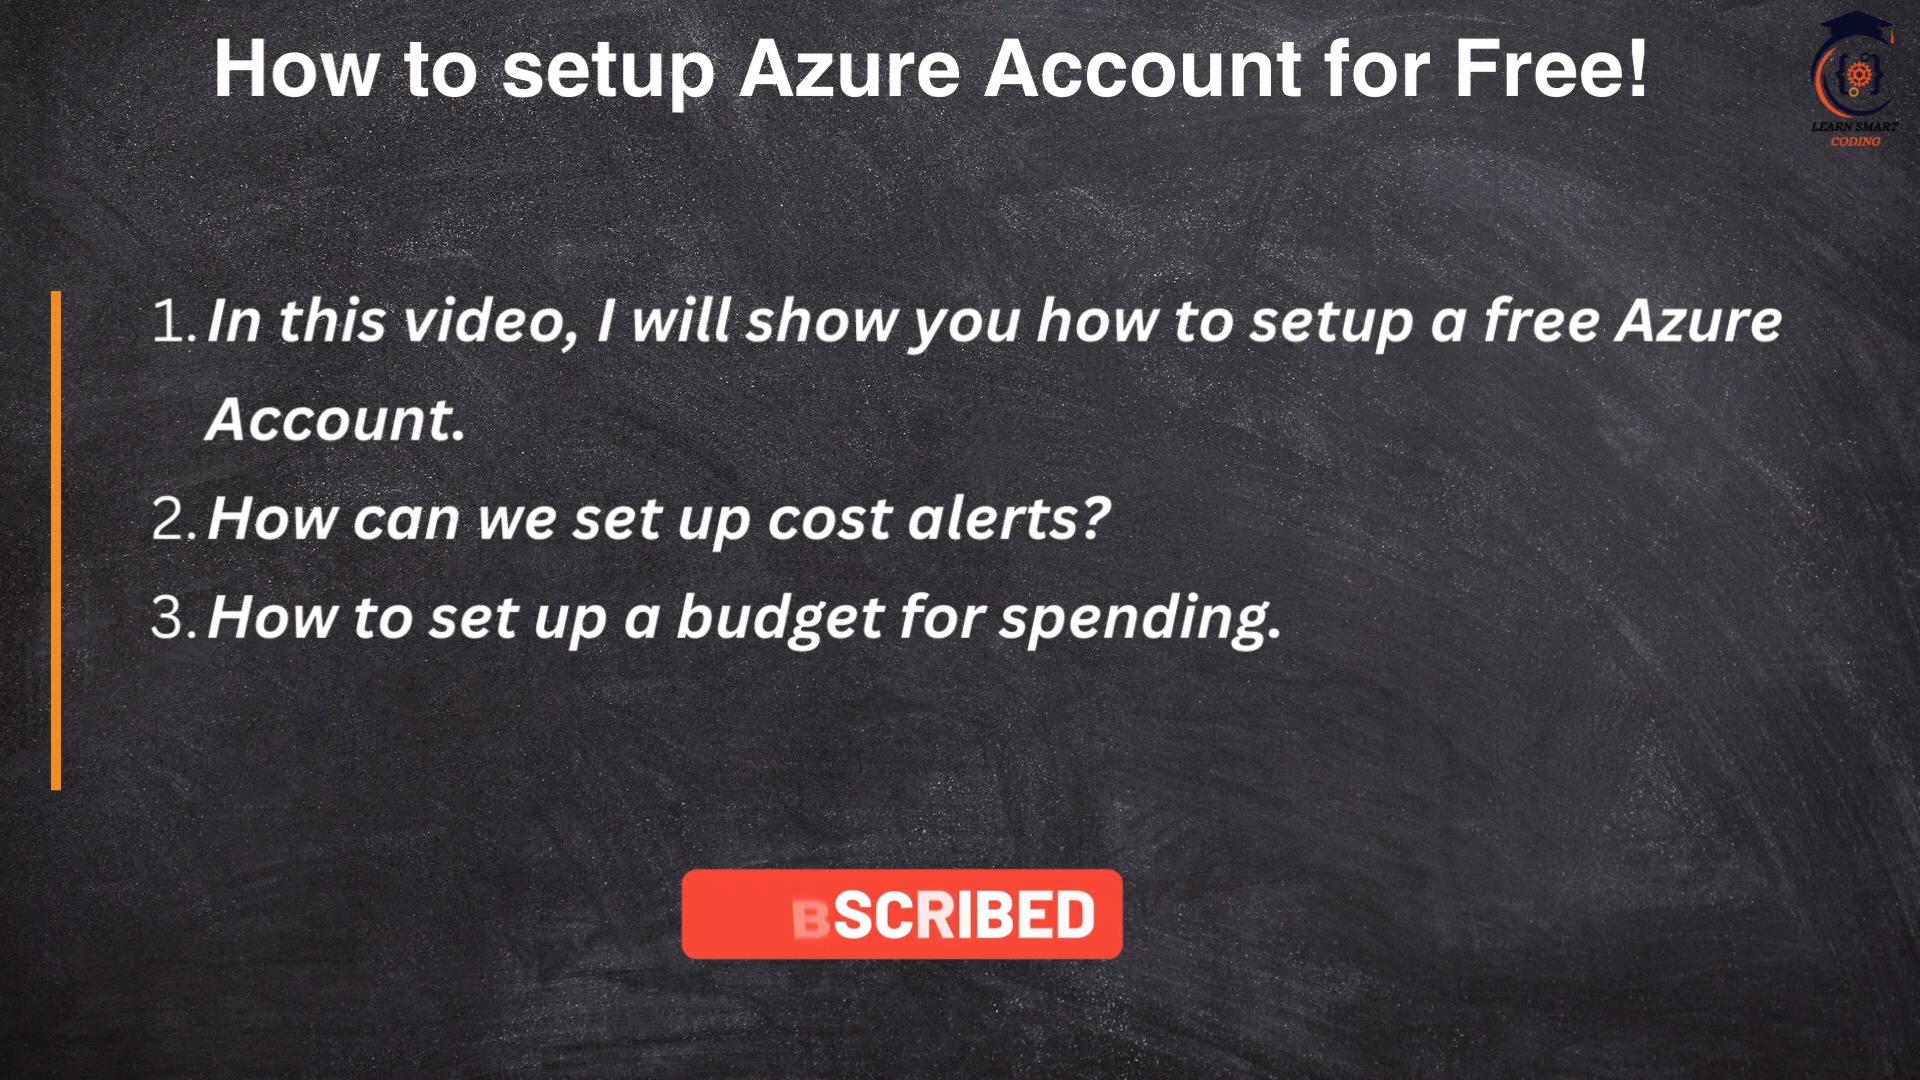 How to setup Azure Account for Free!
LEARN SMART
CODING
1. In this video, I will show you how to setup a free Azure
Account.
2. How can we set up cost alerts?
3. How to set up a budget for spending.
BSCRIBED